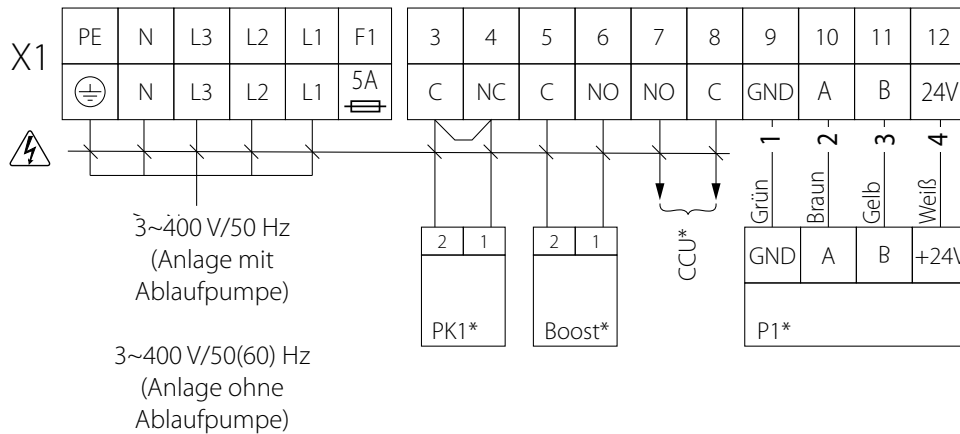 X1
PE N L3 L2 L1 F1 3 4 5 6 7 8 9 10 11 12
N L3 L2 L1 5A C NC C NO NO C GND A B 24V
1 2 3 4
Grün Braun Gelb Weiß
3~400 V/50 Hz
(Anlage mit
Ablaufpumpe)
3~400 V/50(60) Hz
(Anlage ohne
Ablaufpumpe)
2 1
PK1*
2 1
Boost*
CCU*
GND A B +24V
P1*